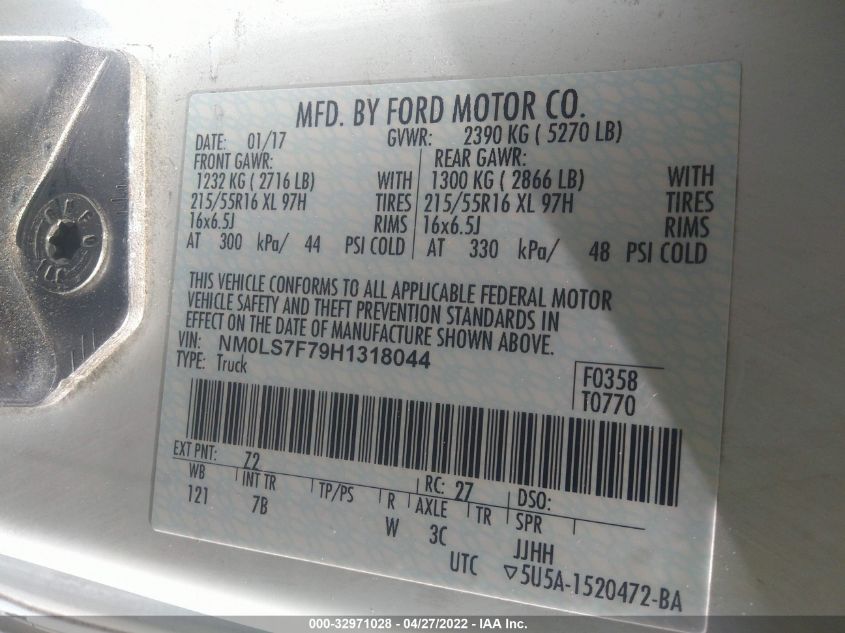 MFD. BY FORD MOTOR CO.
DATE: 01/17 GVWR: 2390 KG ( 5270 LB)
FRONT GAWR: REAR GAWR:
1232 KG ( 2716 LB) WITH 1300 KG ( 2866 LB) WITH
215/55R16 XL 97H TIRES 215/55R16 XL 97H TIRES
16x6.5J RIMS 16x6.5J RIMS
AT 300 kPa/ 44 PSI COLD AT 330 kPa/ 48 PSI COLD
THIS VEHICLE CONFORMS TO ALL APPLICABLE FEDERAL MOTOR
VEHICLE SAFETY AND THEFT PREVENTION STANDARDS IN
EFFECT ON THE DATE OF MANUFACTURE SHOWN ABOVE.
VIN: NM0LS7F79H1318044
TYPE: Truck
F0358
T0770
EXT PNT: Z2 RC: 27 DSO:
WB INT TR TP/PS R AXLE TR SPR
121 7B W 3C JJHH
UTC ▽5U5A-1520472-BA
000-32971028 - 04/27/2022 - IAA Inc.